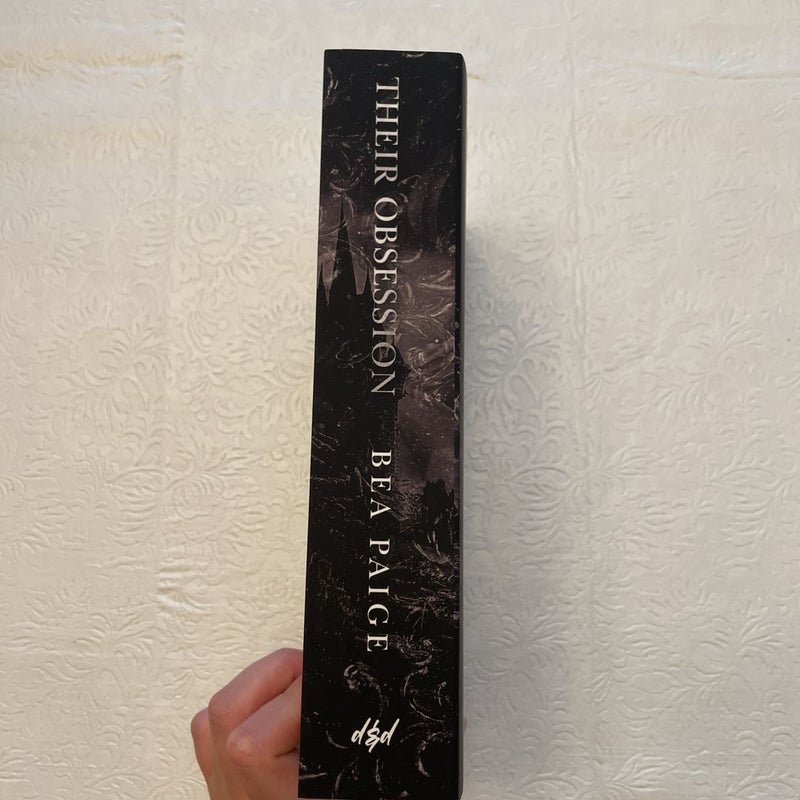 THEIR OBSESSION
BEA PAIGE
d&d